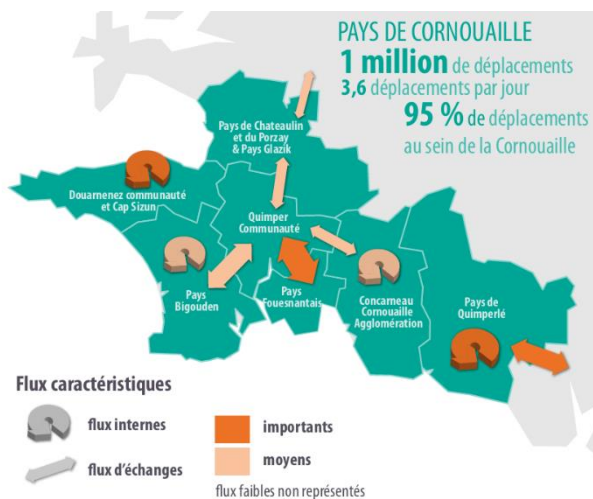 PAYS DE CORNOUAILLE
1 million de déplacements
3,6 déplacements par jour
95 % de déplacements
au sein de la Cornouaille
Pays de Chateaulin
et du Porzay
& Pays Glazik
Douarnenez communauté
et Cap Sizun
Quimper
Communauté
Pays
Bigouden
Pays
Fouesnantais
Concarneau
Cornouaille
Agglomération
Pays de
Quimperlé
Flux caractéristiques
flux internes
flux d'échanges
importants
moyens
flux faibles non représentés